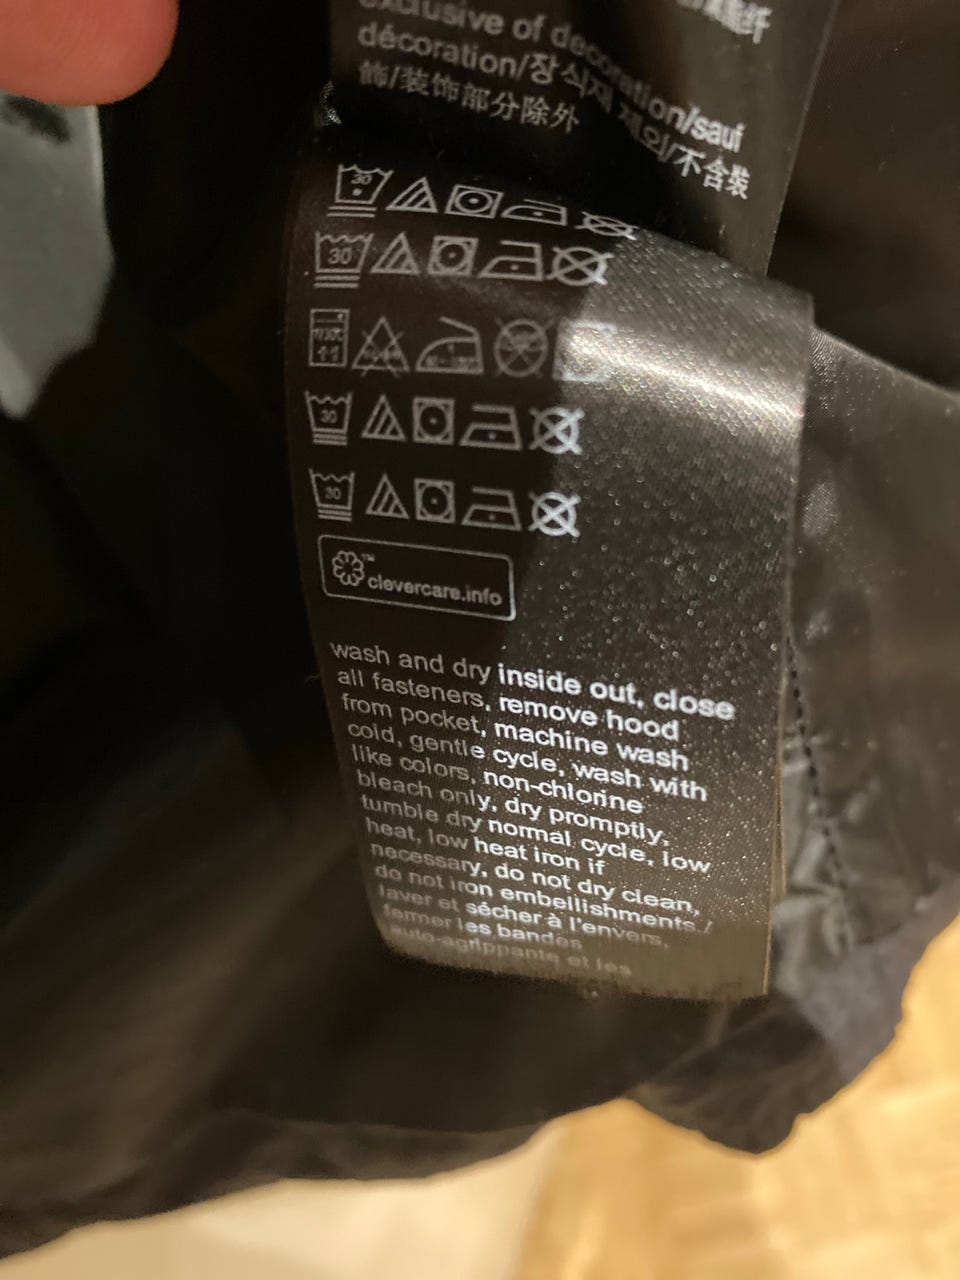 exclusive of decoration/sauf
décoration/장식재 제외/不含裝
飾/装饰部分除外
30
30
30
30
clevercare.info
wash and dry inside out, close
all fasteners, remove hood
from pocket, machine wash
cold, gentle cycle, wash with
like colors, non-chlorine
bleach only, dry promptly,
tumble dry normal cycle, low
heat, low heat iron if
necessary, do not dry clean,
do not iron embellishments./
laver et sécher à l'envers,
fermer les bandes
auto-agrippante et les